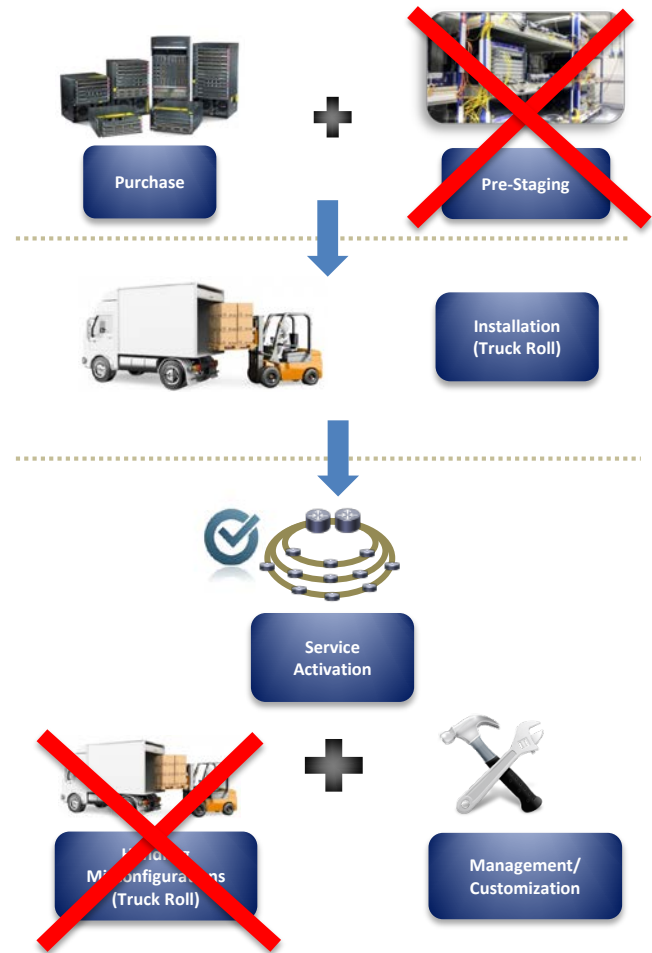 Purchase
Pre-Staging
Installation
(Truck Roll)
Service
Activation
(Truck Roll)
Management/
Customization